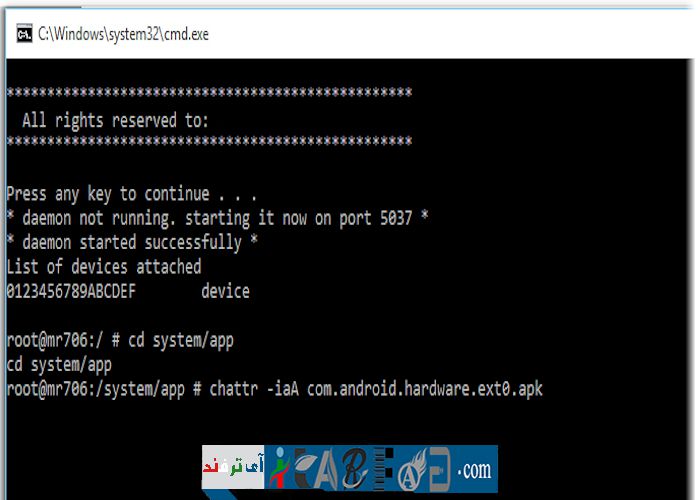 C:\Windows\system32\cmd.exe
**************************************************
All rights reserved to:
**************************************************
Press any key to continue . . .
* daemon not running. starting it now on port 5037 *
* daemon started successfully *
List of devices attached
0123456789ABCDEF device
root@mr706:/ # cd system/app
cd system/app
root@mr706:/system/app # chattr -iaA com.android.hardware.ext0.apk
آی ترفند
.com